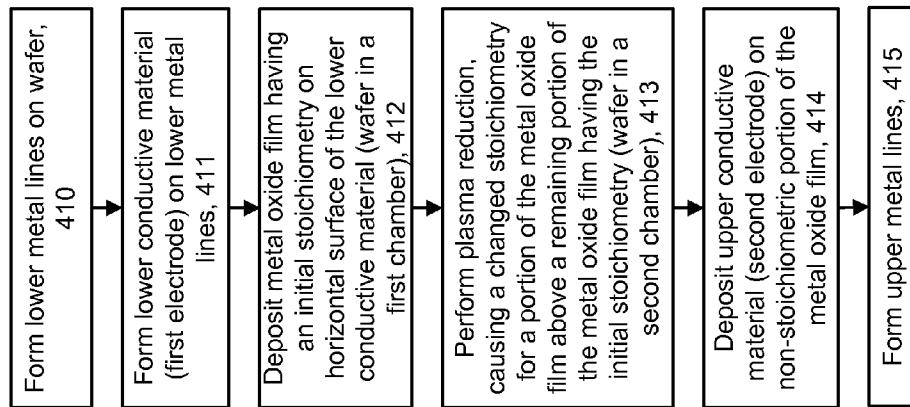 Form lower metal lines on wafer,
410
Form lower conductive material
(first electrode) on lower metal
lines, 411
Deposit metal oxide film having
an initial stoichiometry on
horizontal surface of the lower
conductive material (wafer in a
first chamber), 412
Perform plasma reduction,
causing a changed stoichiometry
for a portion of the metal oxide
film above a remaining portion of
the metal oxide film having the
initial stoichiometry (wafer in a
second chamber), 413
Deposit upper conductive
material (second electrode) on
non-stoichiometric portion of the
metal oxide film, 414
Form upper metal lines, 415